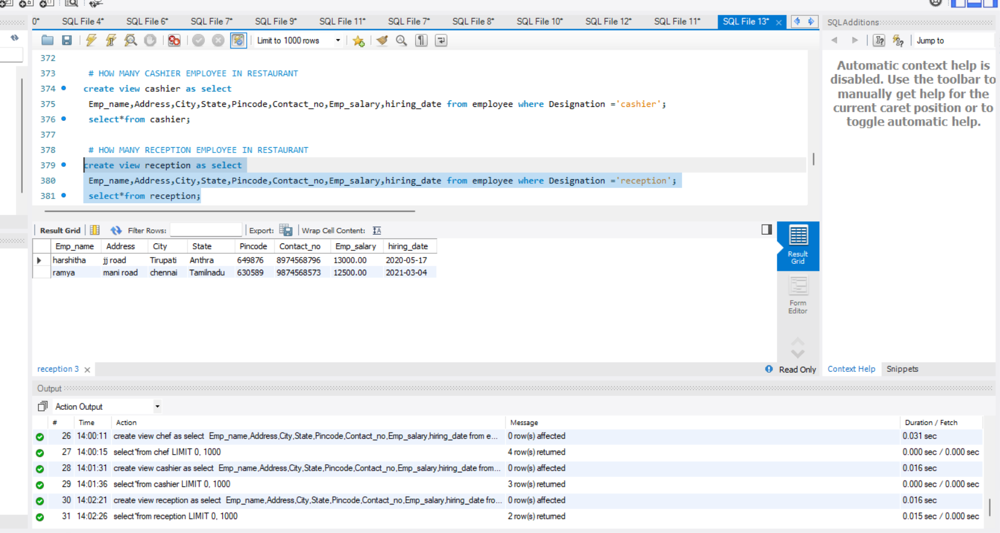 0*
SQL File 4*
SQL File 6*
SQL File 7*
SQL File 9*
SQL File 11*
SQL File 7*
SQL File 8*
SQL File 10*
SQL File 12*
SQL File 11*
SQL File 13*
SQLAdditions
Limit to 1000 rows
Jump to
372
373 # HOW MANY CASHIER EMPLOYEE IN RESTAURANT
374 create view cashier as select
375 Emp_name,Address,City,State,Pincode,Contact_no,Emp_salary,hiring_date from employee where Designation ='cashier';
376 select*from cashier;
377
378 # HOW MANY RECEPTION EMPLOYEE IN RESTAURANT
379 create view reception as select
380 Emp_name,Address,City,State,Pincode,Contact_no,Emp_salary,hiring_date from employee where Designation ='reception';
381 select*from reception;
Automatic context help is
disabled. Use the toolbar to
manually get help for the
current caret position or to
toggle automatic help.
Result Grid Filter Rows: Export: Wrap Cell Content:
Emp_name Address City State Pincode Contact_no Emp_salary hiring_date
harshitha jj road Tirupati Anthra 649876 8974568796 13000.00 2020-05-17
ramya mani road chennai Tamilnadu 630589 9874568573 12500.00 2021-03-04
Result
Grid
Form
Editor
reception 3
Read Only
Context Help
Snippets
Output
Action Output
# Time Action Message Duration / Fetch
26 14:00:11 create view chef as select Emp_name,Address,City,State,Pincode,Contact_no,Emp_salary,hiring_date from e... 0 row(s) affected 0.031 sec
27 14:00:15 select*from chef LIMIT 0, 1000 4 row(s) returned 0.000 sec / 0.000 sec
28 14:01:31 create view cashier as select Emp_name,Address,City,State,Pincode,Contact_no,Emp_salary,hiring_date from... 0 row(s) affected 0.016 sec
29 14:01:36 select*from cashier LIMIT 0, 1000 3 row(s) returned 0.000 sec / 0.000 sec
30 14:02:21 create view reception as select Emp_name,Address,City,State,Pincode,Contact_no,Emp_salary,hiring_date fro... 0 row(s) affected 0.016 sec
31 14:02:26 select*from reception LIMIT 0, 1000 2 row(s) returned 0.015 sec / 0.000 sec